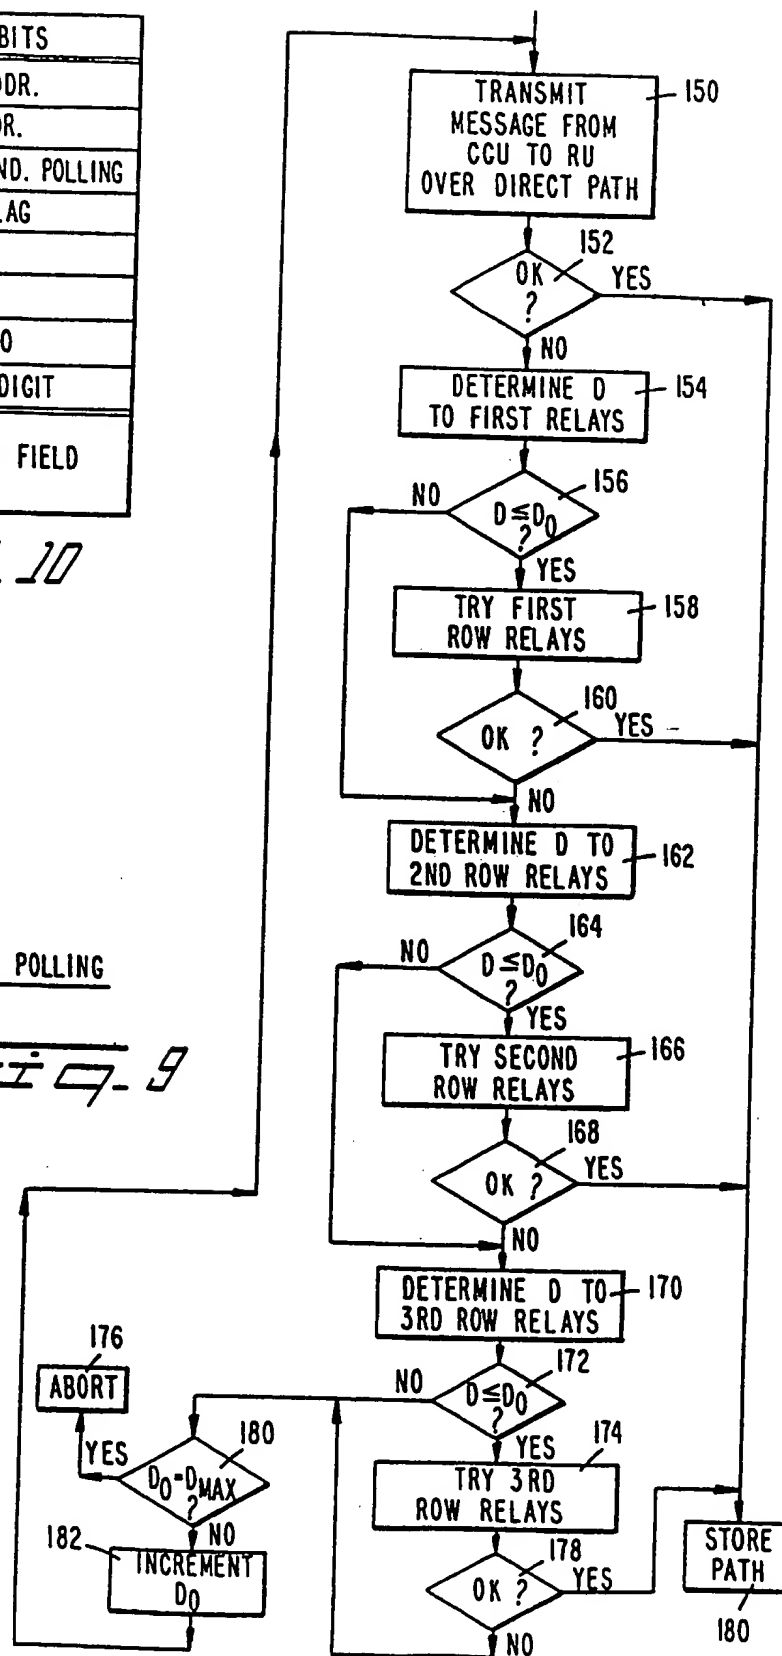 BITS
DDR.
DR.
ND. POLLING
LAG
0
DIGIT
FIELD
. 10
POLLING
Fig. 9
TRANSMIT
MESSAGE FROM
CCU TO RU
OVER DIRECT PATH
150
OK
?
152
YES
NO
DETERMINE D
TO FIRST RELAYS
154
NO
D≤D0
?
156
YES
TRY FIRST
ROW RELAYS
158
OK ?
160
YES
NO
DETERMINE D TO
2ND ROW RELAYS
162
NO
D≤D0
?
164
YES
TRY SECOND
ROW RELAYS
166
OK ?
168
YES
NO
DETERMINE D TO
3RD ROW RELAYS
170
176
ABORT
NO
D≤D0
?
172
YES
YES
D0=DMAX
?
180
NO
TRY 3RD
ROW RELAYS
174
182
INCREMENT
D0
OK ?
178
YES
NO
STORE
PATH
180